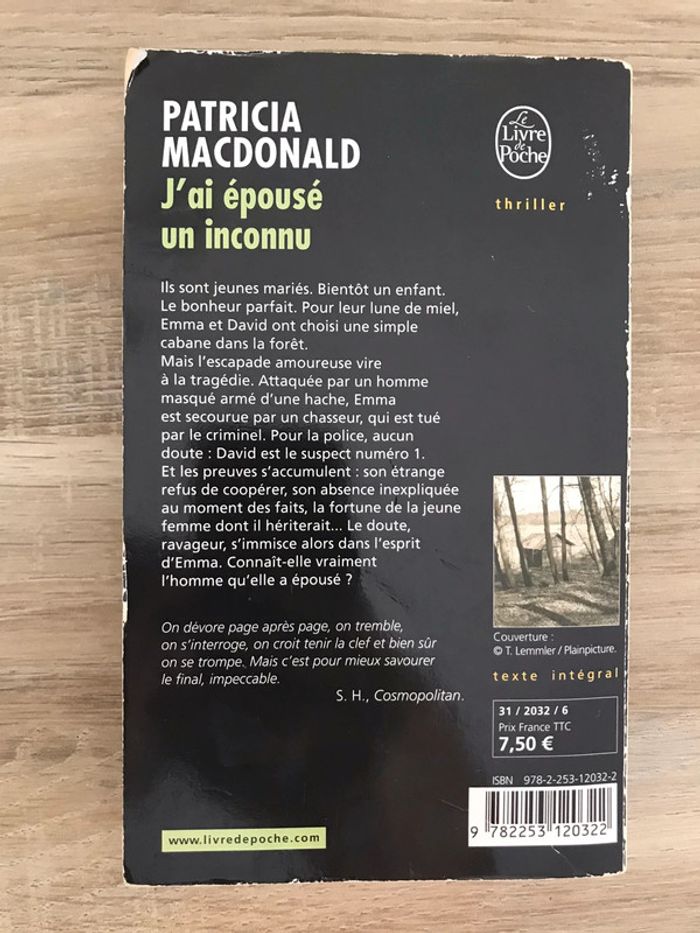 PATRICIA
MACDONALD
J'ai épousé
un inconnu
Le
Livre
de
Poche
thriller
Ils sont jeunes mariés. Bientôt un enfant.
Le bonheur parfait. Pour leur lune de miel,
Emma et David ont choisi une simple
cabane dans la forêt.
Mais l'escapade amoureuse vire
à la tragédie. Attaquée par un homme
masqué armé d'une hache, Emma
est secourue par un chasseur, qui est tué
par le criminel. Pour la police, aucun
doute : David est le suspect numéro 1.
Et les preuves s'accumulent : son étrange
refus de coopérer, son absence inexpliquée
au moment des faits, la fortune de la jeune
femme dont il hériterait... Le doute,
ravageur, s'immisce alors dans l'esprit
d'Emma. Connaît-elle vraiment
l'homme qu'elle a épousé ?
On dévore page après page, on tremble,
on s'interroge, on croit tenir la clef et bien sûr
on se trompe. Mais c'est pour mieux savourer
le final, impeccable.
S. H., Cosmopolitan.
Couverture :
© T. Lemmler / Plainpicture.
texte intégral
31 / 2032 / 6
Prix France TTC
7,50 €
ISBN 978-2-253-12032-2
9 782253 120322
www.livredepoche.com